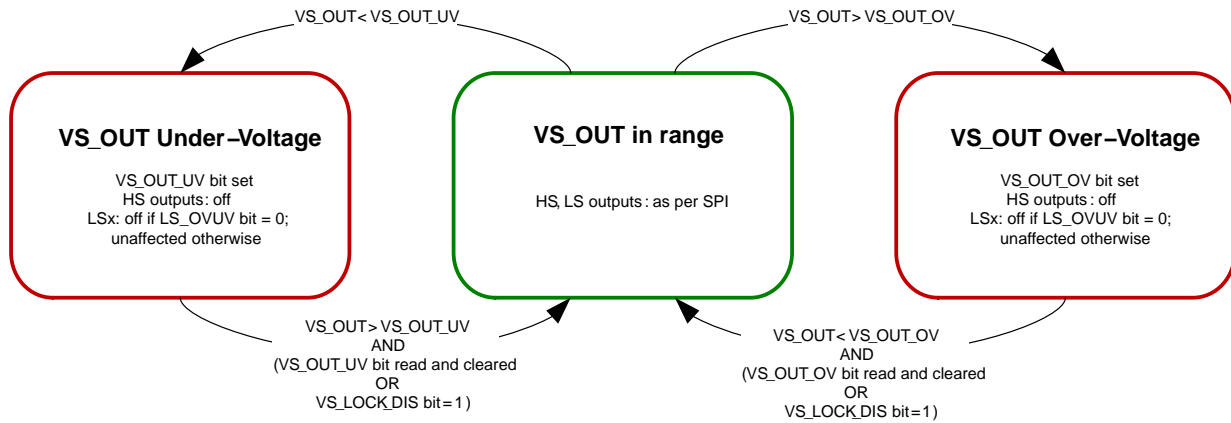 VS_OUT< VS_OUT_UV
VS_OUT> VS_OUT_OV
VS_OUT Under-Voltage
VS_OUT_UV bit set
HS outputs: off
LSx: off if LS_OVUV bit = 0;
unaffected otherwise
VS_OUT in range
HS, LS outputs: as per SPI
VS_OUT Over-Voltage
VS_OUT_OV bit set
HS outputs: off
LSx: off if LS_OVUV bit = 0;
unaffected otherwise
VS_OUT> VS_OUT_UV
AND
(VS_OUT_UV bit read and cleared
OR
VS_LOCK_DIS bit=1)
VS_OUT< VS_OUT_OV
AND
(VS_OUT_OV bit read and cleared
OR
VS_LOCK_DIS bit=1)